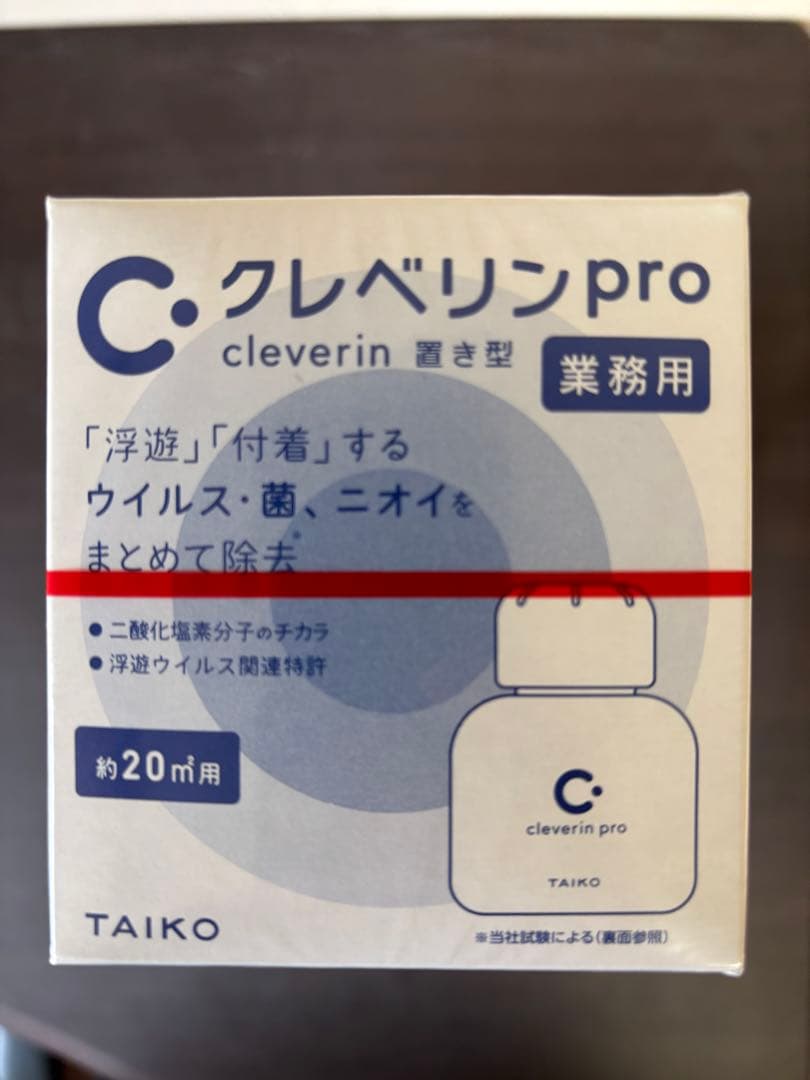 クレベリン pro
cleverin 置き型
業務用
「浮遊」「付着」する
ウイルス・菌、ニオイを
まとめて除去※
●二酸化塩素分子のチカラ
●浮遊ウイルス関連特許
約20㎡用
cleverin pro
TAIKO
TAIKO
※当社試験による(裏面参照)